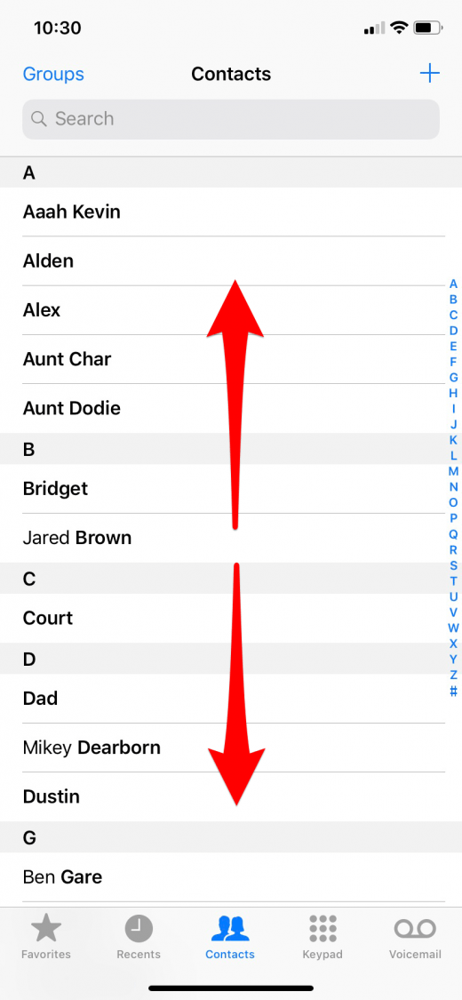 10:30
Groups Contacts +
Search
A
Aaah Kevin
Alden
Alex
Aunt Char
Aunt Dodie
B
Bridget
Jared Brown
C
Court
D
Dad
Mikey Dearborn
Dustin
G
Ben Gare
A
B
C
D
E
F
G
H
I
J
K
L
M
N
O
P
Q
R
S
T
U
V
W
X
Y
Z
#
Favorites Recents Contacts Keypad Voicemail